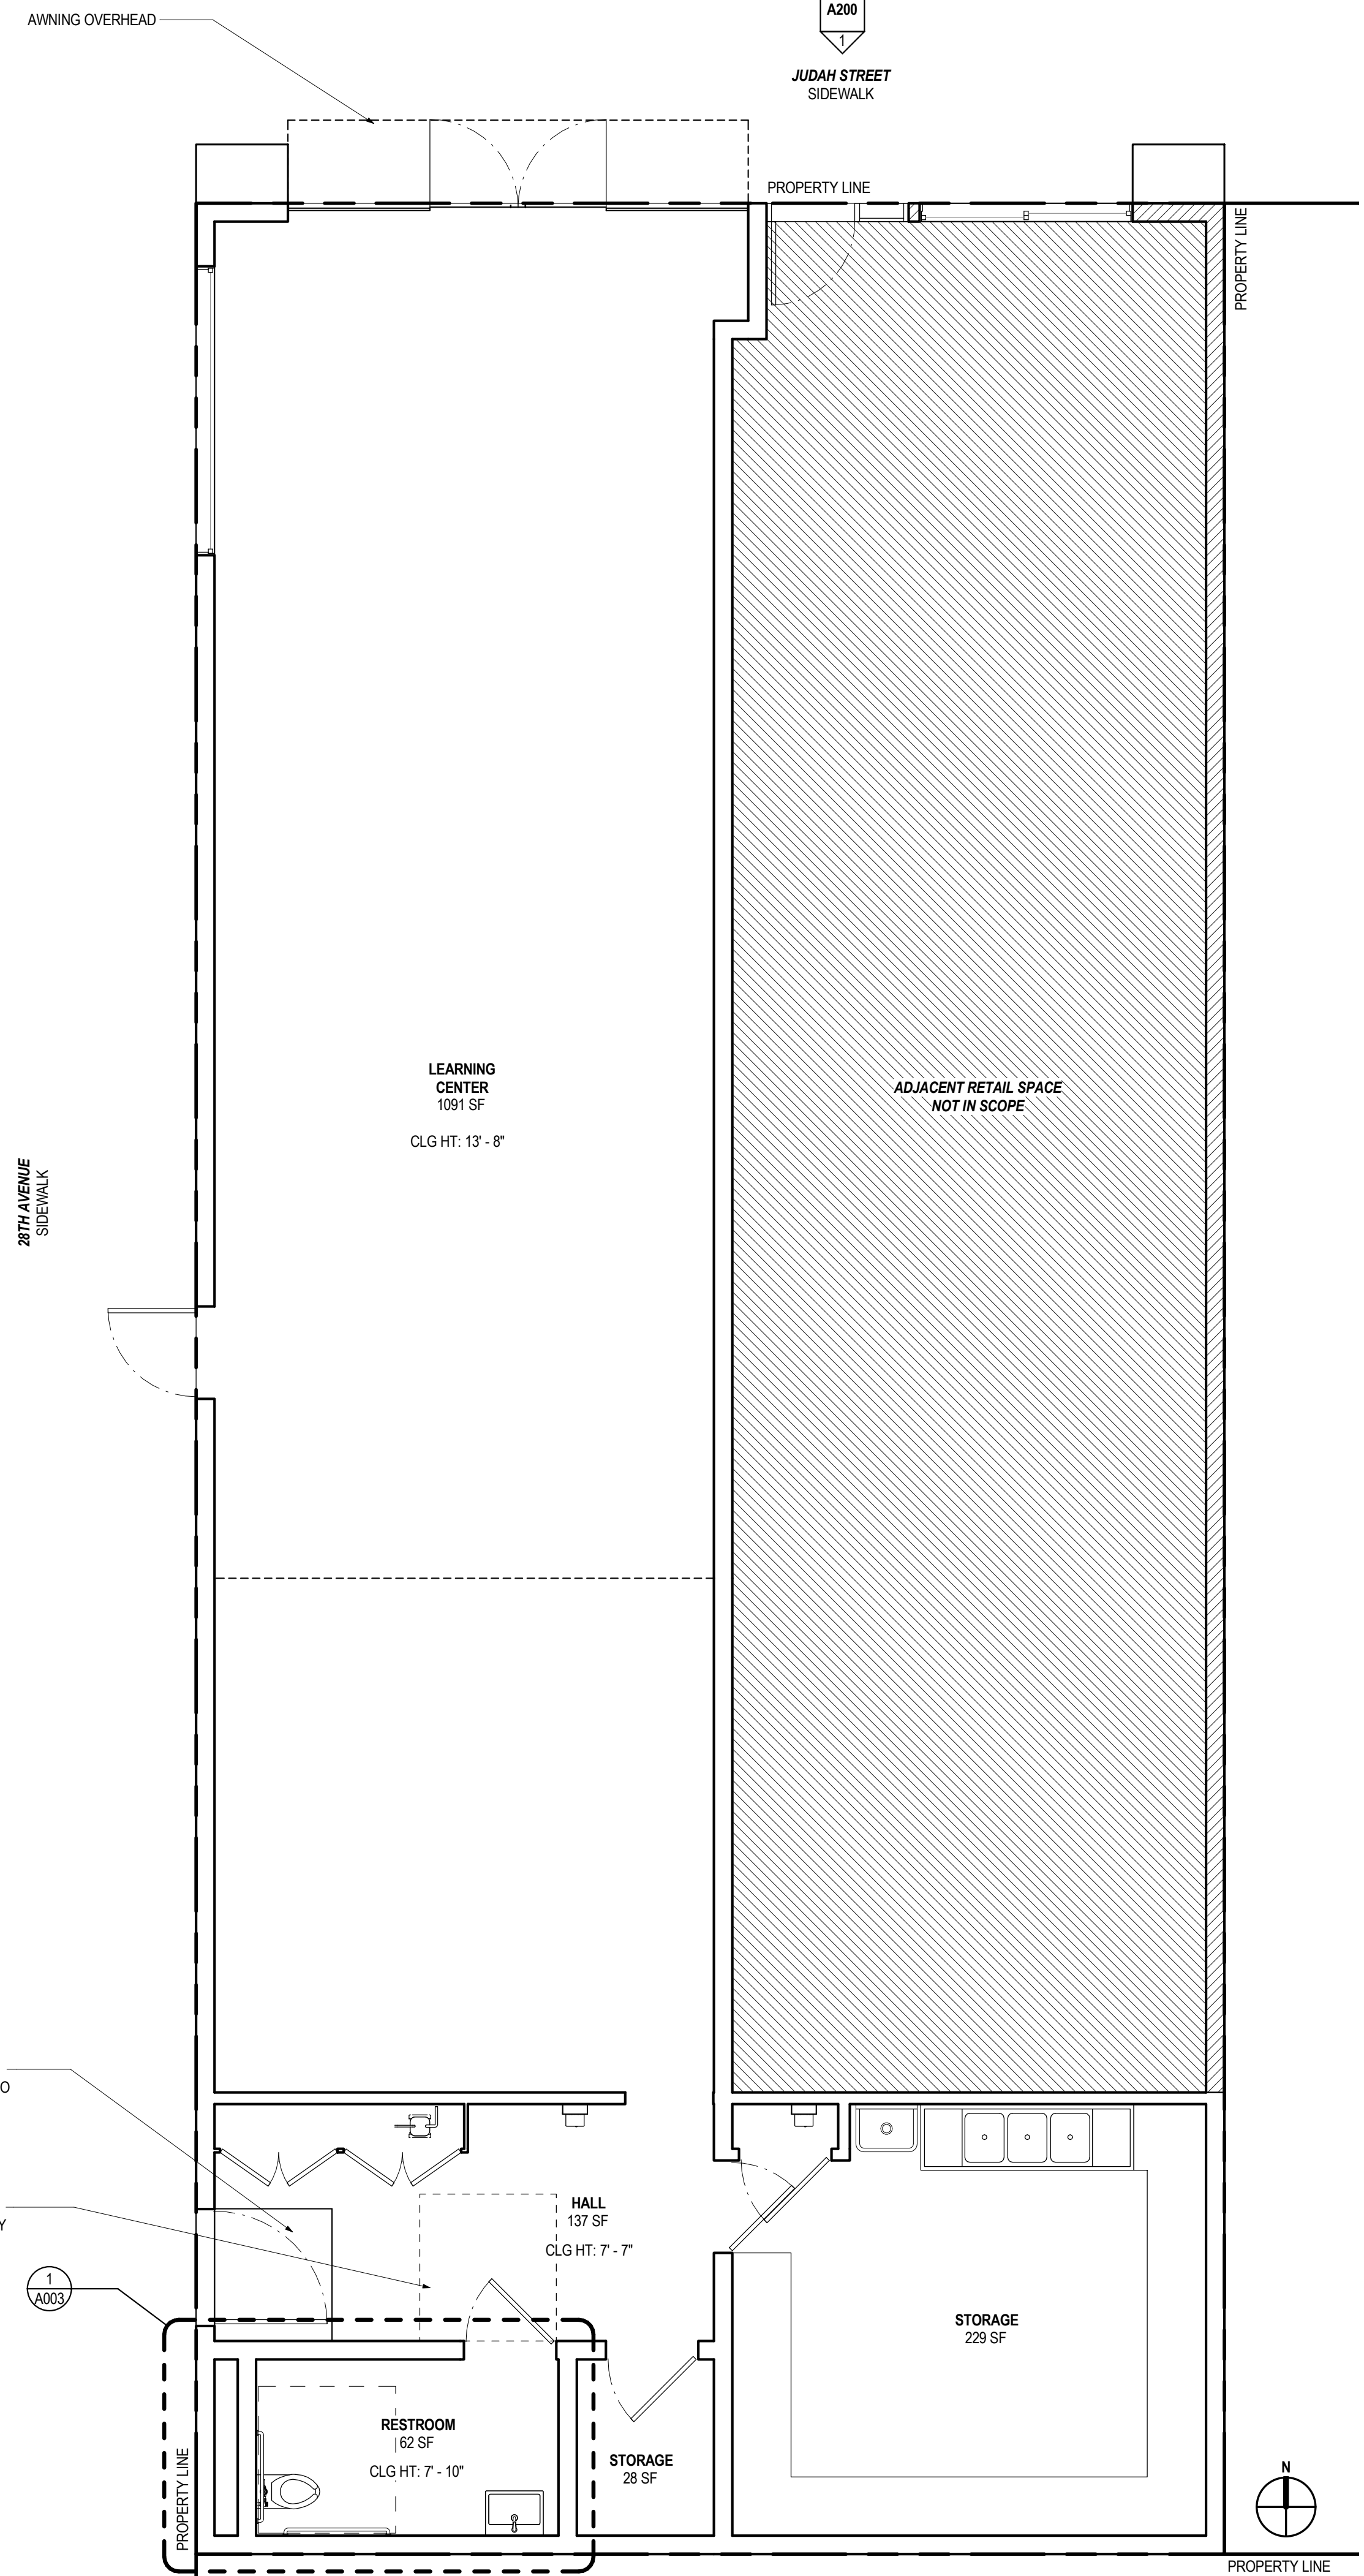 AWNING OVERHEAD
A200
1
JUDAH STREET
SIDEWALK
PROPERTY LINE
PROPERTY LINE
LEARNING
CENTER
1091 SF
CLG HT: 13' - 8"
ADJACENT RETAIL SPACE
NOT IN SCOPE
28TH AVENUE
SIDEWALK
O
Y
HALL
137 SF
CLG HT: 7' - 7"
1
A003
STORAGE
229 SF
RESTROOM
62 SF
CLG HT: 7' - 10"
STORAGE
28 SF
PROPERTY LINE
N
PROPERTY LINE